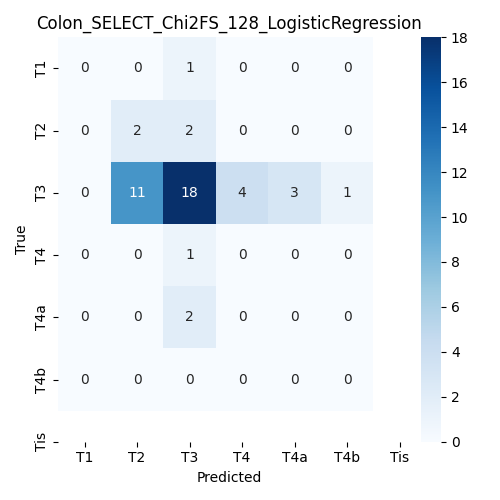 Colon_SELECT_Chi2FS_128_LogisticRegression
T1 0 0 1 0 0 0
T2 0 2 2 0 0 0
T3 0 11 18 4 3 1
T4 0 0 1 0 0 0
T4a 0 0 2 0 0 0
T4b 0 0 0 0 0 0
Tis
True
T1 T2 T3 T4 T4a T4b Tis
Predicted
18
16
14
12
10
8
6
4
2
0